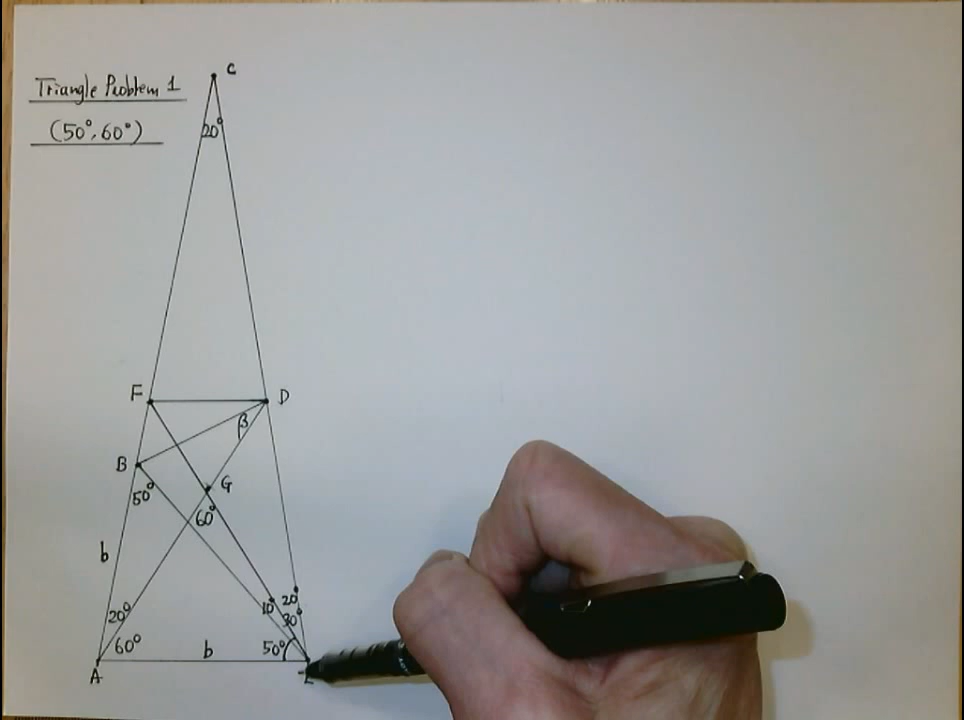 Triangle Problem 1
(50°, 60°)
C
20°
F
D
β
B
50°
G
60°
b
10
20
30°
20°
60°
b
50°
A